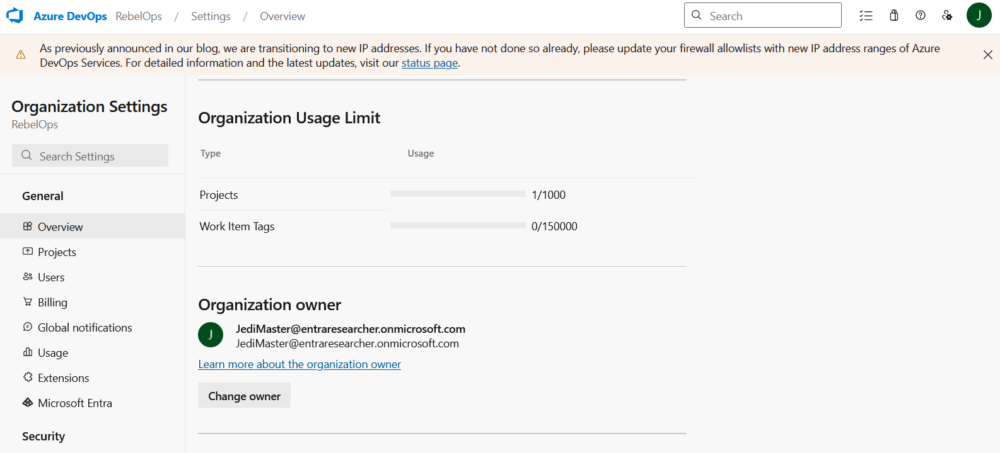 Azure DevOps RebelOps / Settings / Overview
Search
J
As previously announced in our blog, we are transitioning to new IP addresses. If you have not done so already, please update your firewall allowlists with new IP address ranges of Azure
DevOps Services. For detailed information and the latest updates, visit our status page.
Organization Settings
RebelOps
Search Settings
General
Overview
Projects
Users
Billing
Global notifications
Usage
Extensions
Microsoft Entra
Security
Organization Usage Limit
Type Usage
Projects 1/1000
Work Item Tags 0/150000
Organization owner
J
JediMaster@entraresearcher.onmicrosoft.com
JediMaster@entraresearcher.onmicrosoft.com
Learn more about the organization owner
Change owner